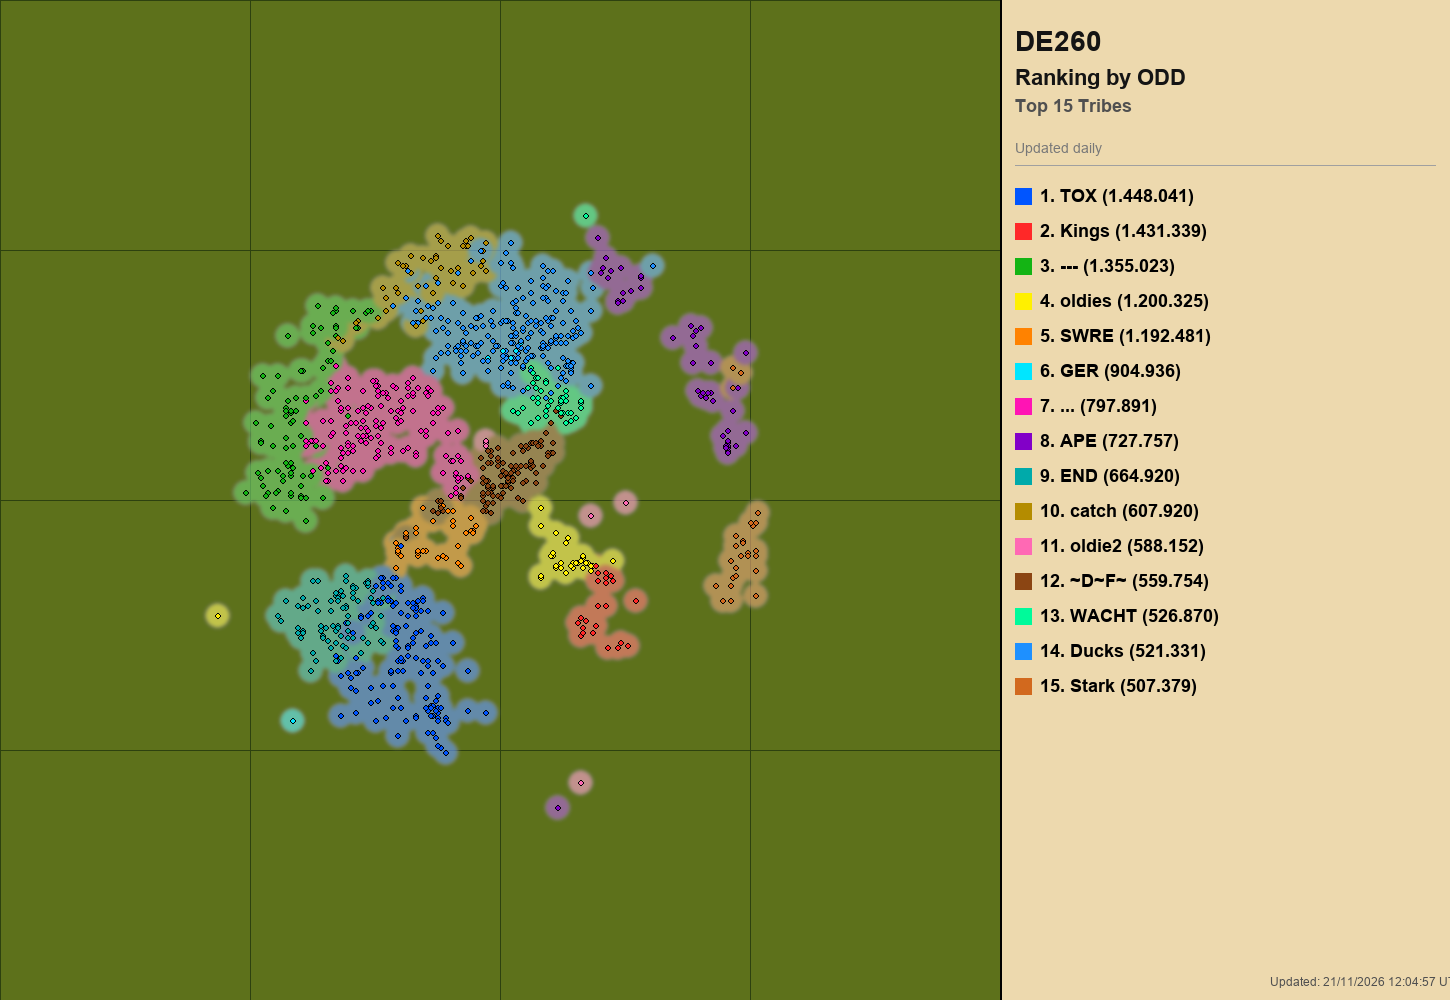 DE260
Ranking by ODD
Top 15 Tribes
Updated daily
1. TOX (1.448.041)
2. Kings (1.431.339)
3. --- (1.355.023)
4. oldies (1.200.325)
5. SWRE (1.192.481)
6. GER (904.936)
7. ... (797.891)
8. APE (727.757)
9. END (664.920)
10. catch (607.920)
11. oldie2 (588.152)
12. ~D~F~ (559.754)
13. WACHT (526.870)
14. Ducks (521.331)
15. Stark (507.379)
Updated: 21/11/2026 12:04:57 U